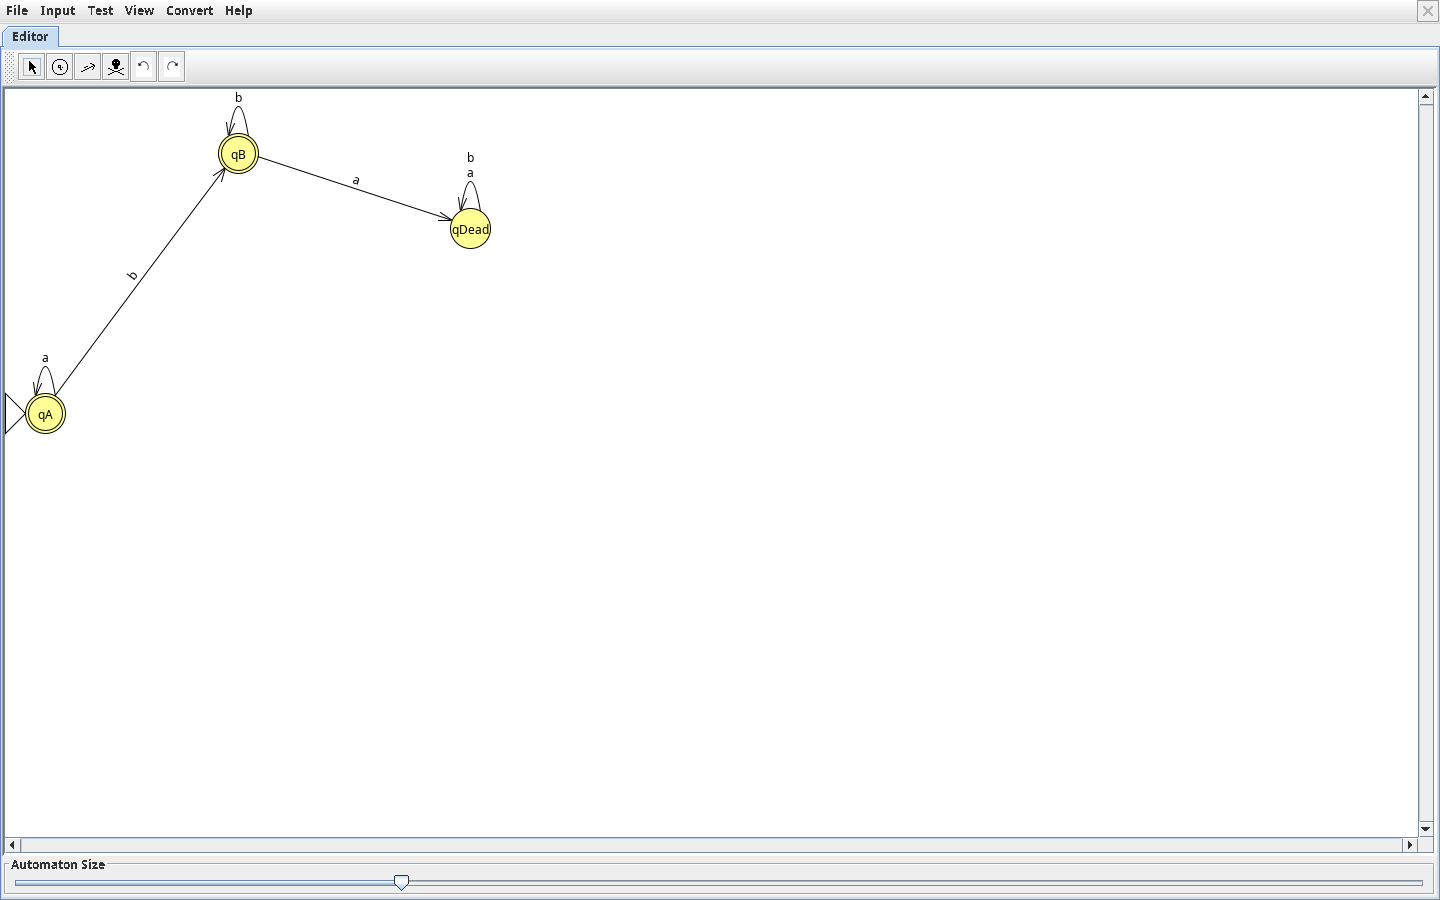 File Input Test View Convert Help
Editor
b
qB
b
a
a
qDead
b
a
qA
Automaton Size